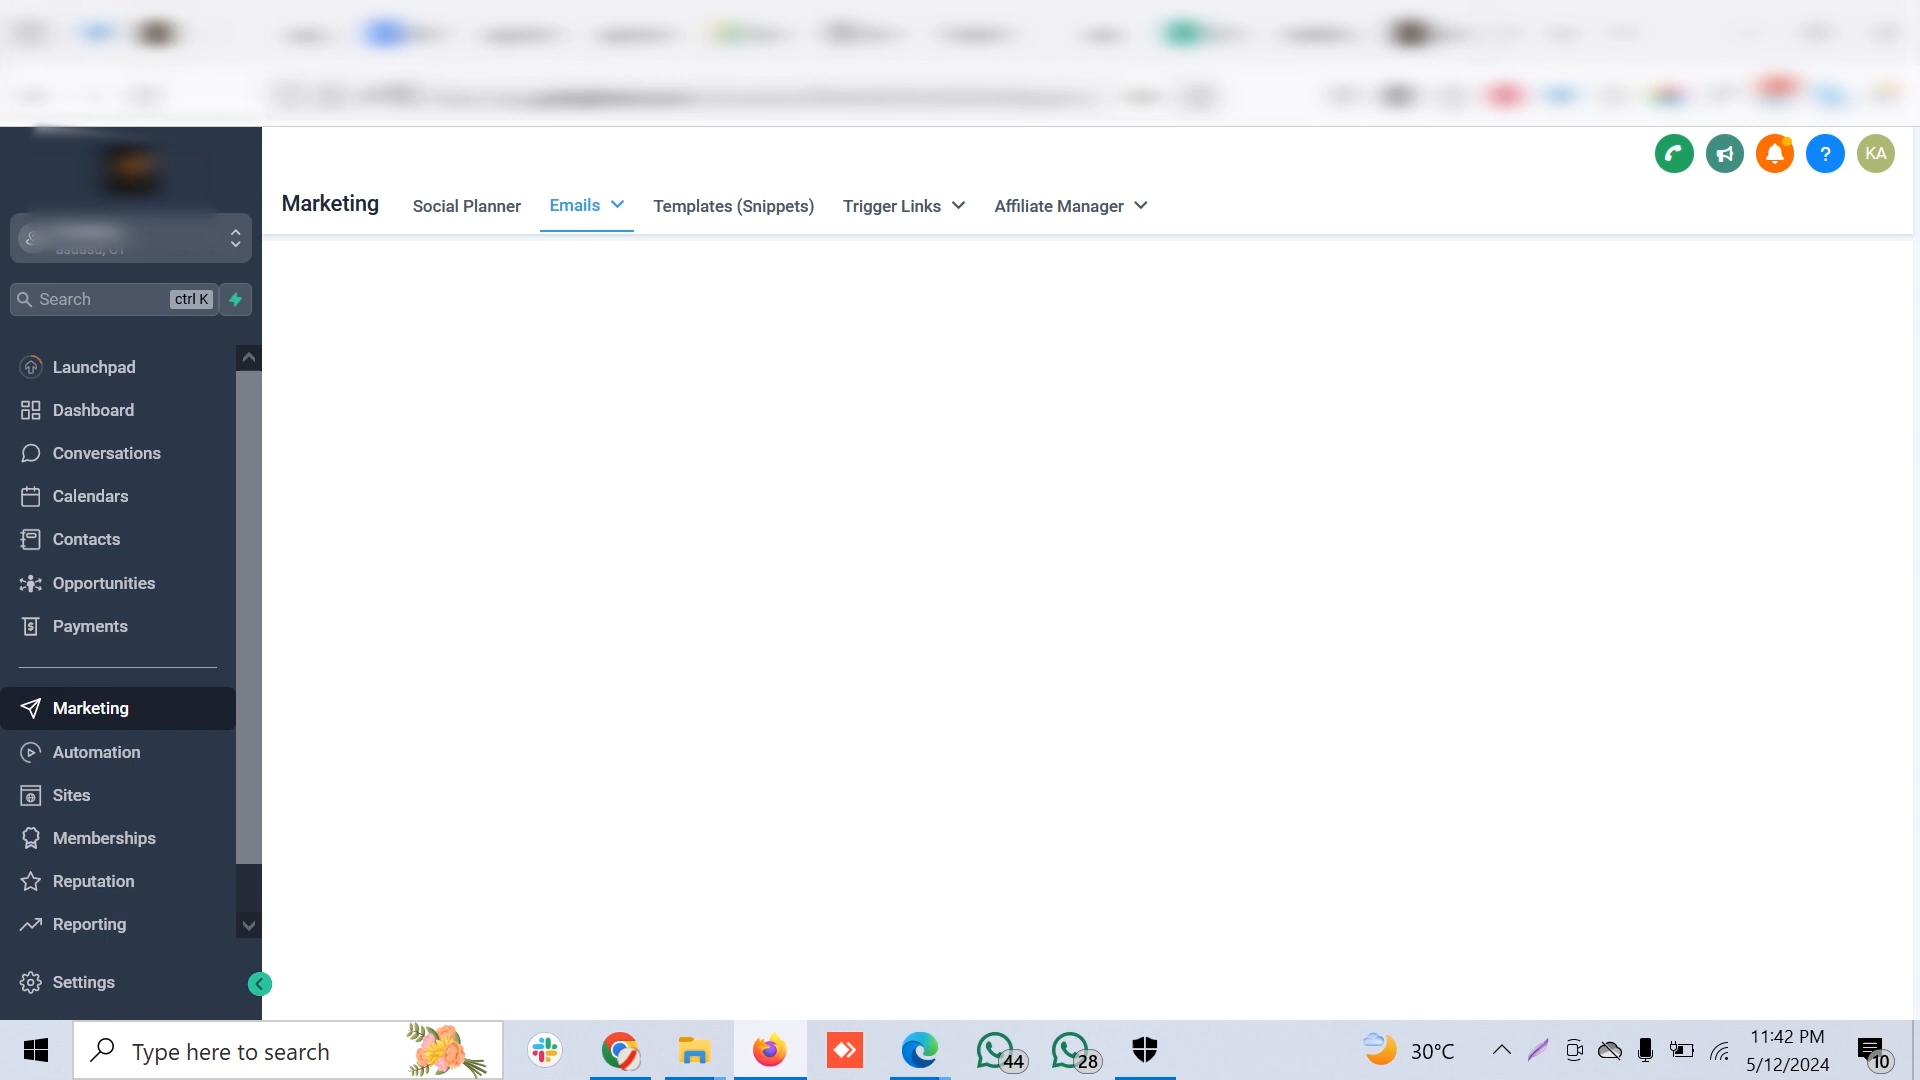 KA
Marketing
Social Planner
Emails
Templates (Snippets)
Trigger Links
Affiliate Manager
Search
ctrl K
Launchpad
Dashboard
Conversations
Calendars
Contacts
Opportunities
Payments
Marketing
Automation
Sites
Memberships
Reputation
Reporting
Settings
Type here to search
44
28
30°C
11:42 PM
5/12/2024
10